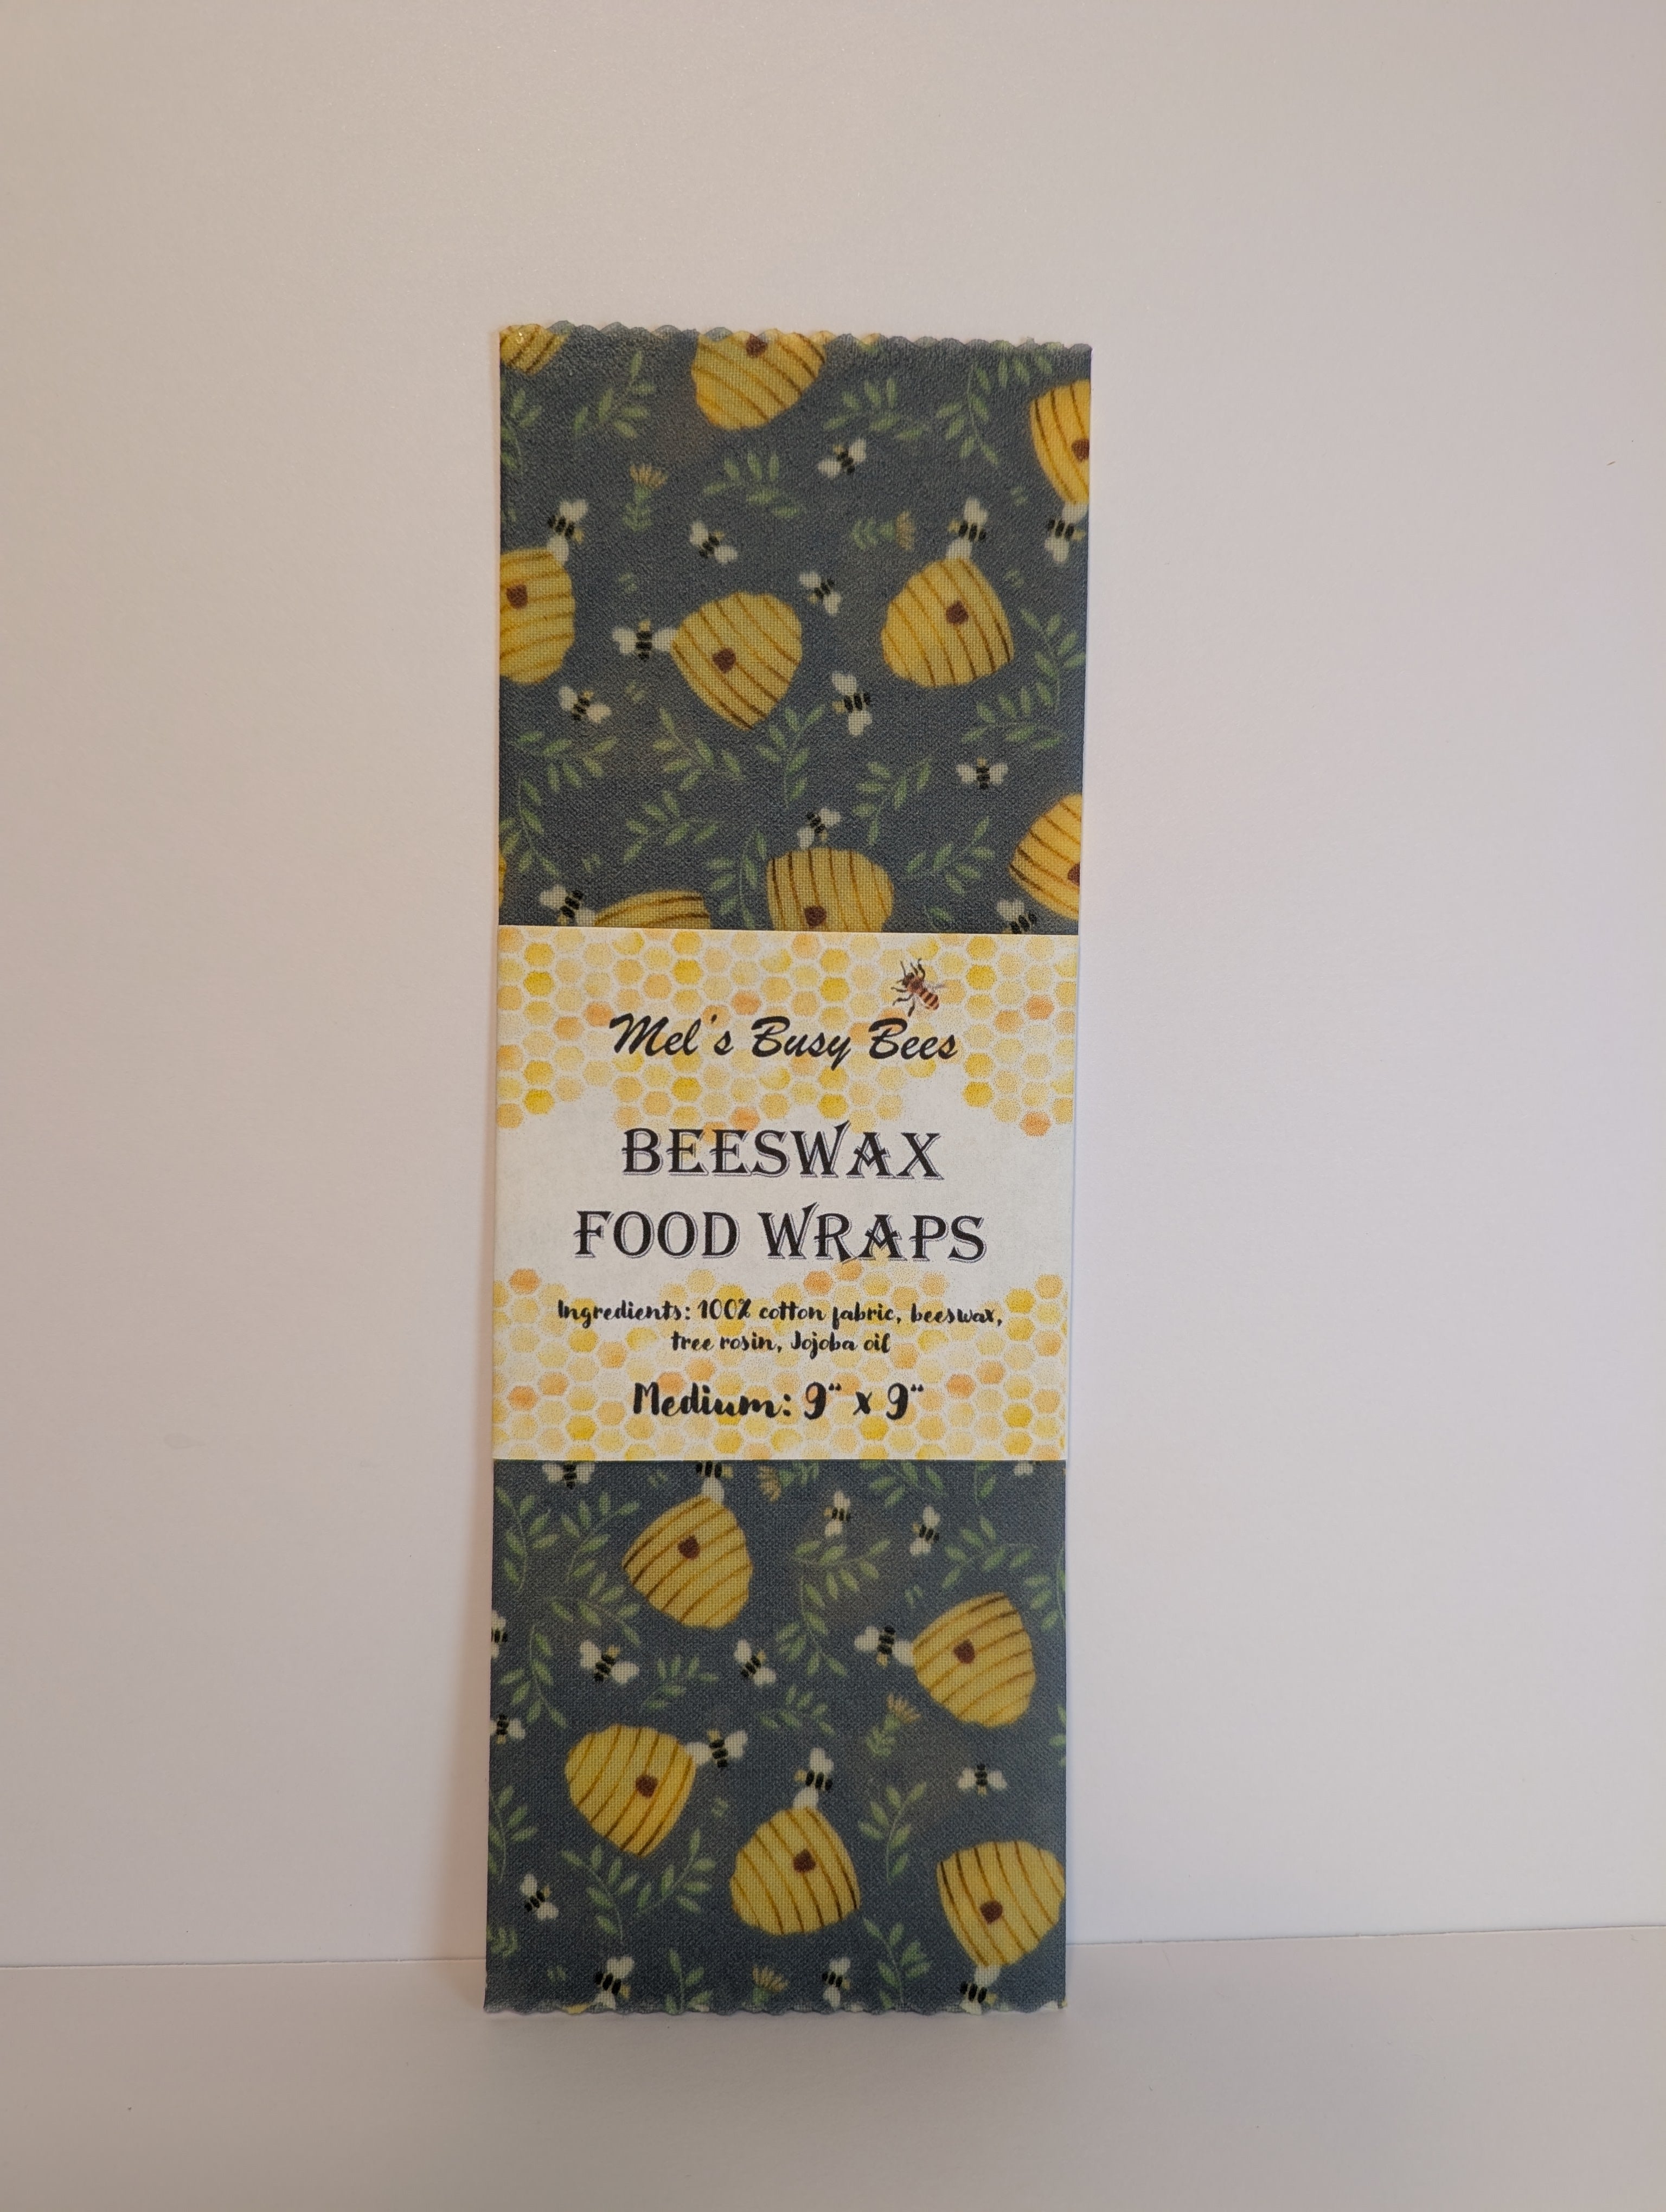 Mel's Busy Bees
BEESWAX
FOOD WRAPS
Ingredients: 100% cotton fabric, beeswax,
tree rosin, Jojoba oil
Medium: 9" x 9"